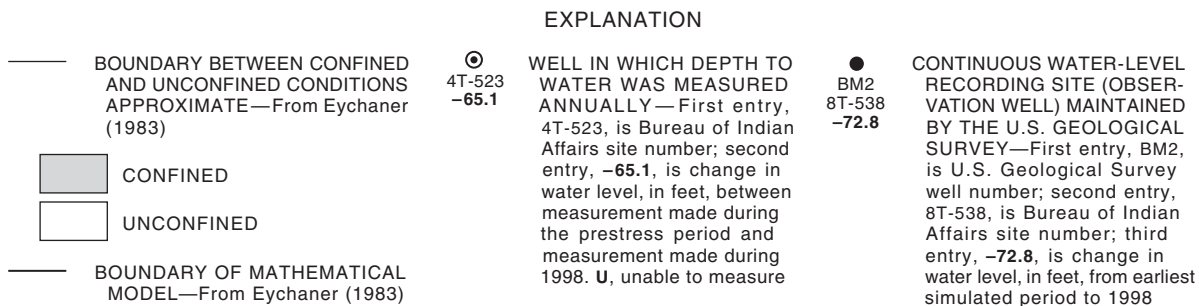 EXPLANATION
BOUNDARY BETWEEN CONFINED
AND UNCONFINED CONDITIONS
APPROXIMATE—From Eychaner
(1983)
CONFINED
UNCONFINED
BOUNDARY OF MATHEMATICAL
MODEL—From Eychaner (1983)
4T-523
–65.1
WELL IN WHICH DEPTH TO
WATER WAS MEASURED
ANNUALLY—First entry,
4T-523, is Bureau of Indian
Affairs site number; second
entry, –65.1, is change in
water level, in feet, between
measurement made during
the prestress period and
measurement made during
1998. U, unable to measure
BM2
8T-538
–72.8
CONTINUOUS WATER-LEVEL
RECORDING SITE (OBSER-
VATION WELL) MAINTAINED
BY THE U.S. GEOLOGICAL
SURVEY—First entry, BM2,
is U.S. Geological Survey
well number; second entry,
8T-538, is Bureau of Indian
Affairs site number; third
entry, –72.8, is change in
water level, in feet, from earliest
simulated period to 1998